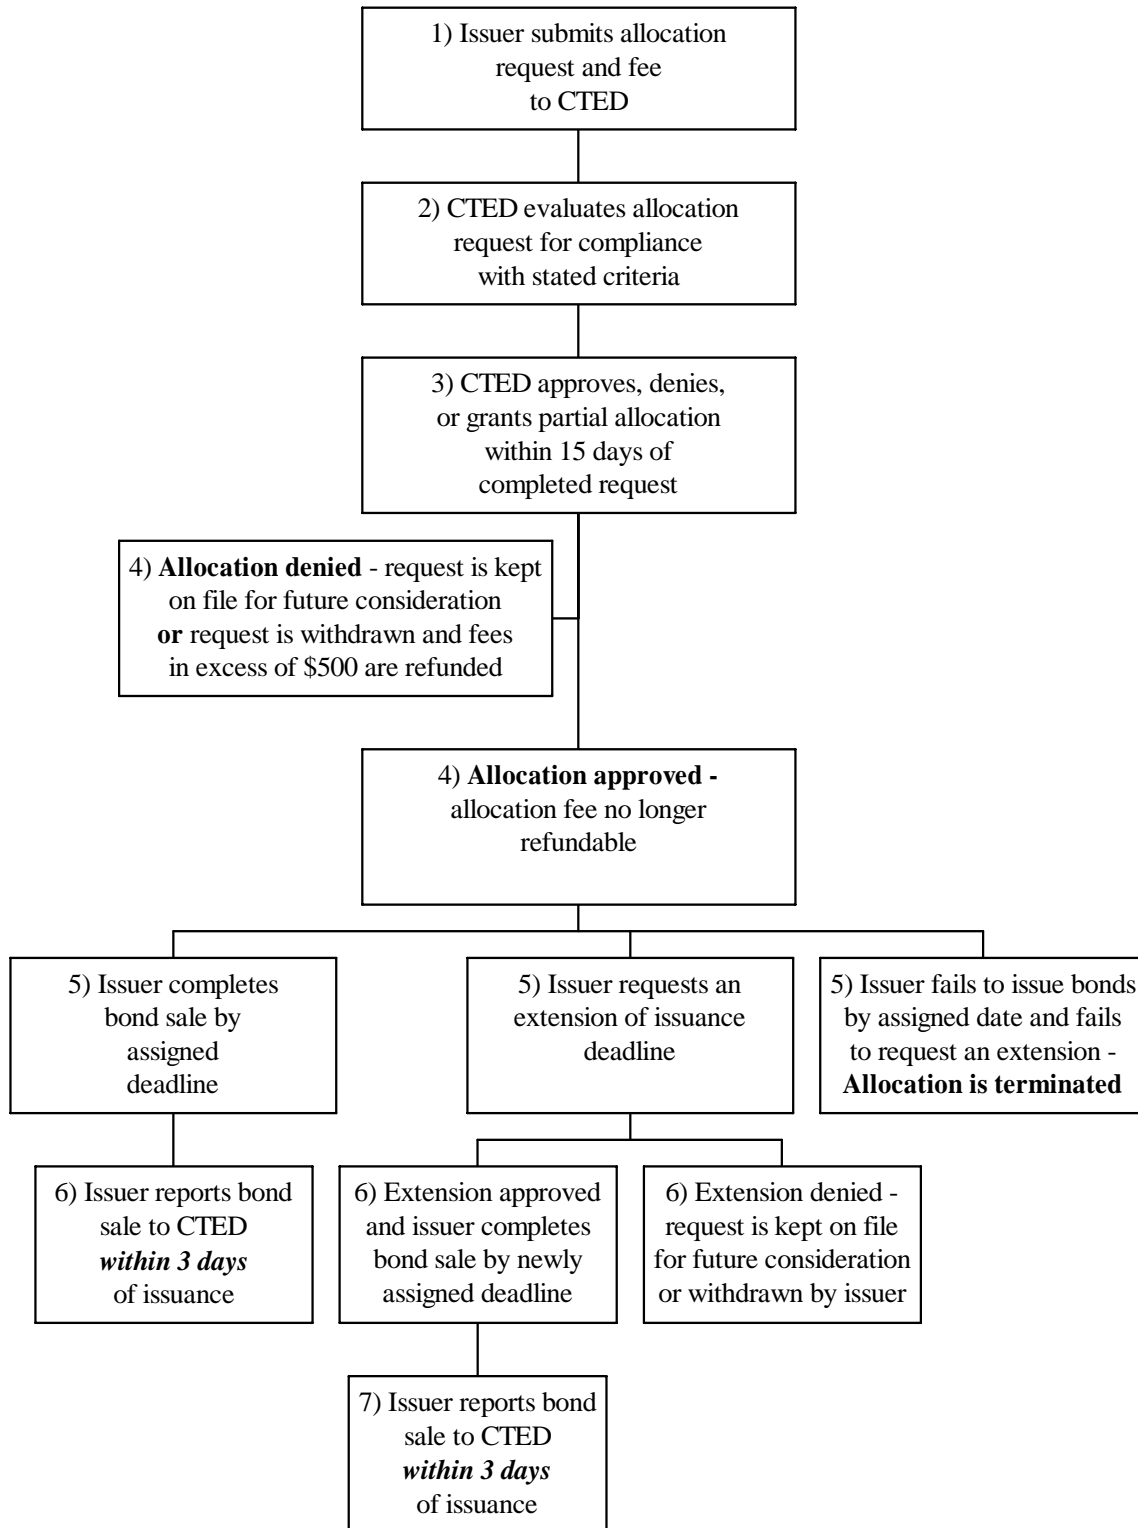 1) Issuer submits allocation
request and fee
to CTED
2) CTED evaluates allocation
request for compliance
with stated criteria
3) CTED approves, denies,
or grants partial allocation
within 15 days of
completed request
4) Allocation denied - request is kept
on file for future consideration
or request is withdrawn and fees
in excess of $500 are refunded
4) Allocation approved -
allocation fee no longer
refundable
5) Issuer completes
bond sale by
assigned
deadline
5) Issuer requests an
extension of issuance
deadline
5) Issuer fails to issue bonds
by assigned date and fails
to request an extension -
Allocation is terminated
6) Issuer reports bond
sale to CTED
within 3 days
of issuance
6) Extension approved
and issuer completes
bond sale by newly
assigned deadline
6) Extension denied -
request is kept on file
for future consideration
or withdrawn by issuer
7) Issuer reports bond
sale to CTED
within 3 days
of issuance